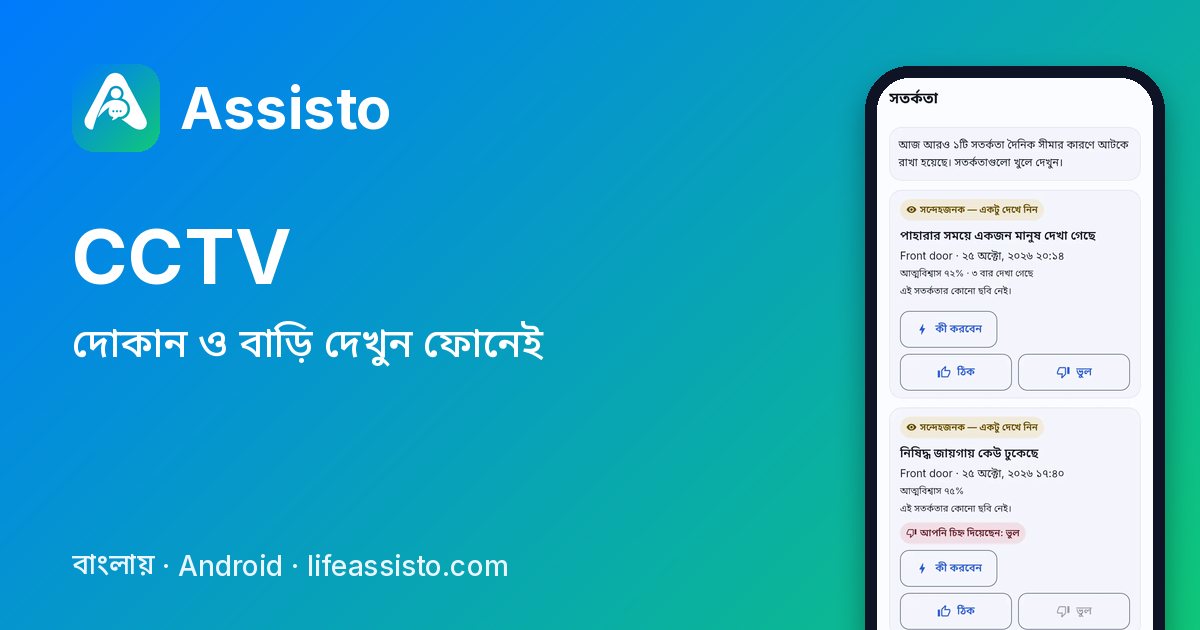 Assisto
CCTV
দোকান ও বাড়ি দেখুন ফোনেই
বাংলায় · Android · lifeassisto.com
সতর্কতা
আজ আরও ১টি সতর্কতা দৈনিক সীমার কারণে আটকে
রাখা হয়েছে। সতর্কতাগুলো খুলে দেখুন।
সন্দেহজনক — একটু দেখে নিন
পাহারার সময়ে একজন মানুষ দেখা গেছে
Front door · ২৫ অক্টো, ২০২৬ ২০:১৪
আত্মবিশ্বাস ৭২% · ৩ বার দেখা গেছে
এই সতর্কতার কোনো ছবি নেই।
কী করবেন
ঠিক ভুল
সন্দেহজনক — একটু দেখে নিন
নিষিদ্ধ জায়গায় কেউ ঢুকেছে
Front door · ২৫ অক্টো, ২০২৬ ১৭:৪০
আত্মবিশ্বাস ৭৫%
এই সতর্কতার কোনো ছবি নেই।
আপনি চিহ্ন দিয়েছেন: ভুল
কী করবেন
ঠিক ভুল